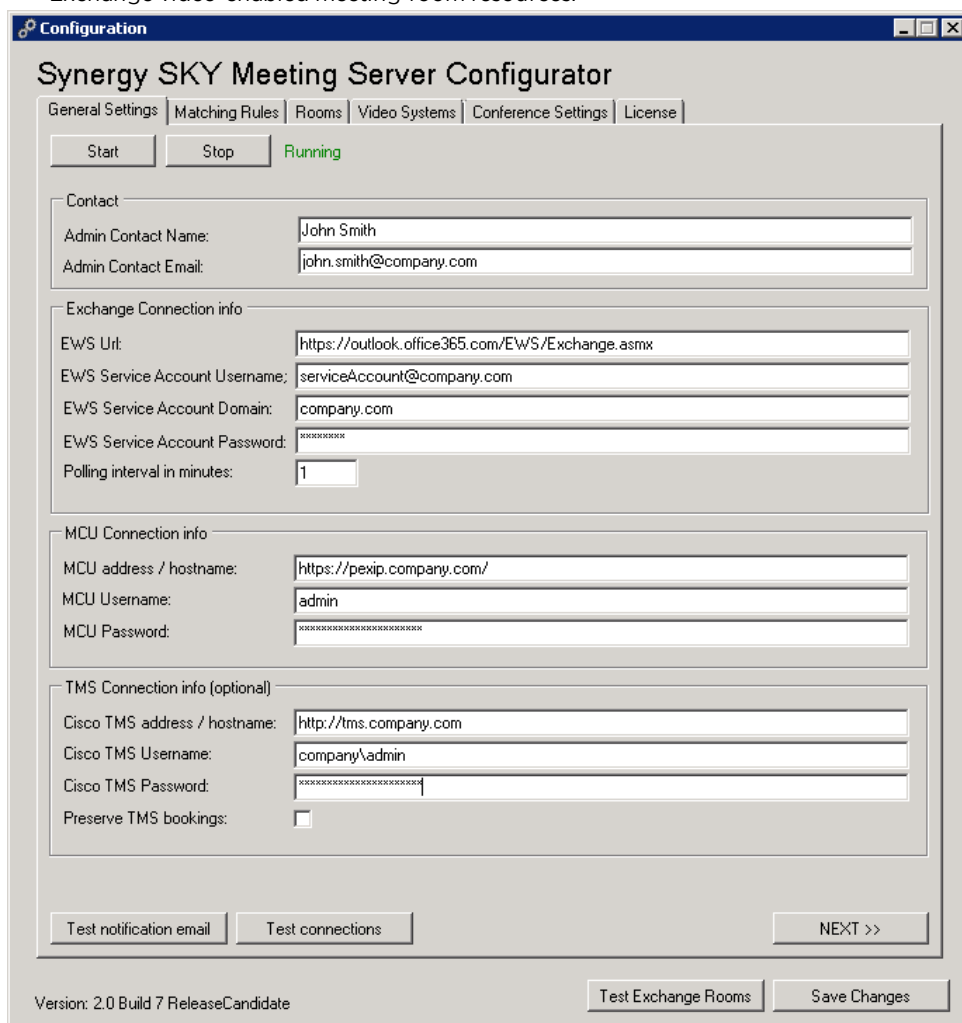 Exchange video-enabled meeting room resources.
Configuration
Synergy SKY Meeting Server Configurator
General Settings Matching Rules Rooms Video Systems Conference Settings License
Start Stop Running
Contact
Admin Contact Name: John Smith
Admin Contact Email: john.smith@company.com
Exchange Connection info
EWS Url: https://outlook.office365.com/EWS/Exchange.asmx
EWS Service Account Username; serviceAccount@company.com
EWS Service Account Domain: company.com
EWS Service Account Password: ********
Polling interval in minutes: 1
MCU Connection info
MCU address / hostname: https://pexip.company.com/
MCU Username: admin
MCU Password: **********************
TMS Connection info (optional)
Cisco TMS address / hostname: http://tms.company.com
Cisco TMS Username: company\admin
Cisco TMS Password: **********************
Preserve TMS bookings:
Test notification email Test connections NEXT >>
Version: 2.0 Build 7 ReleaseCandidate Test Exchange Rooms Save Changes